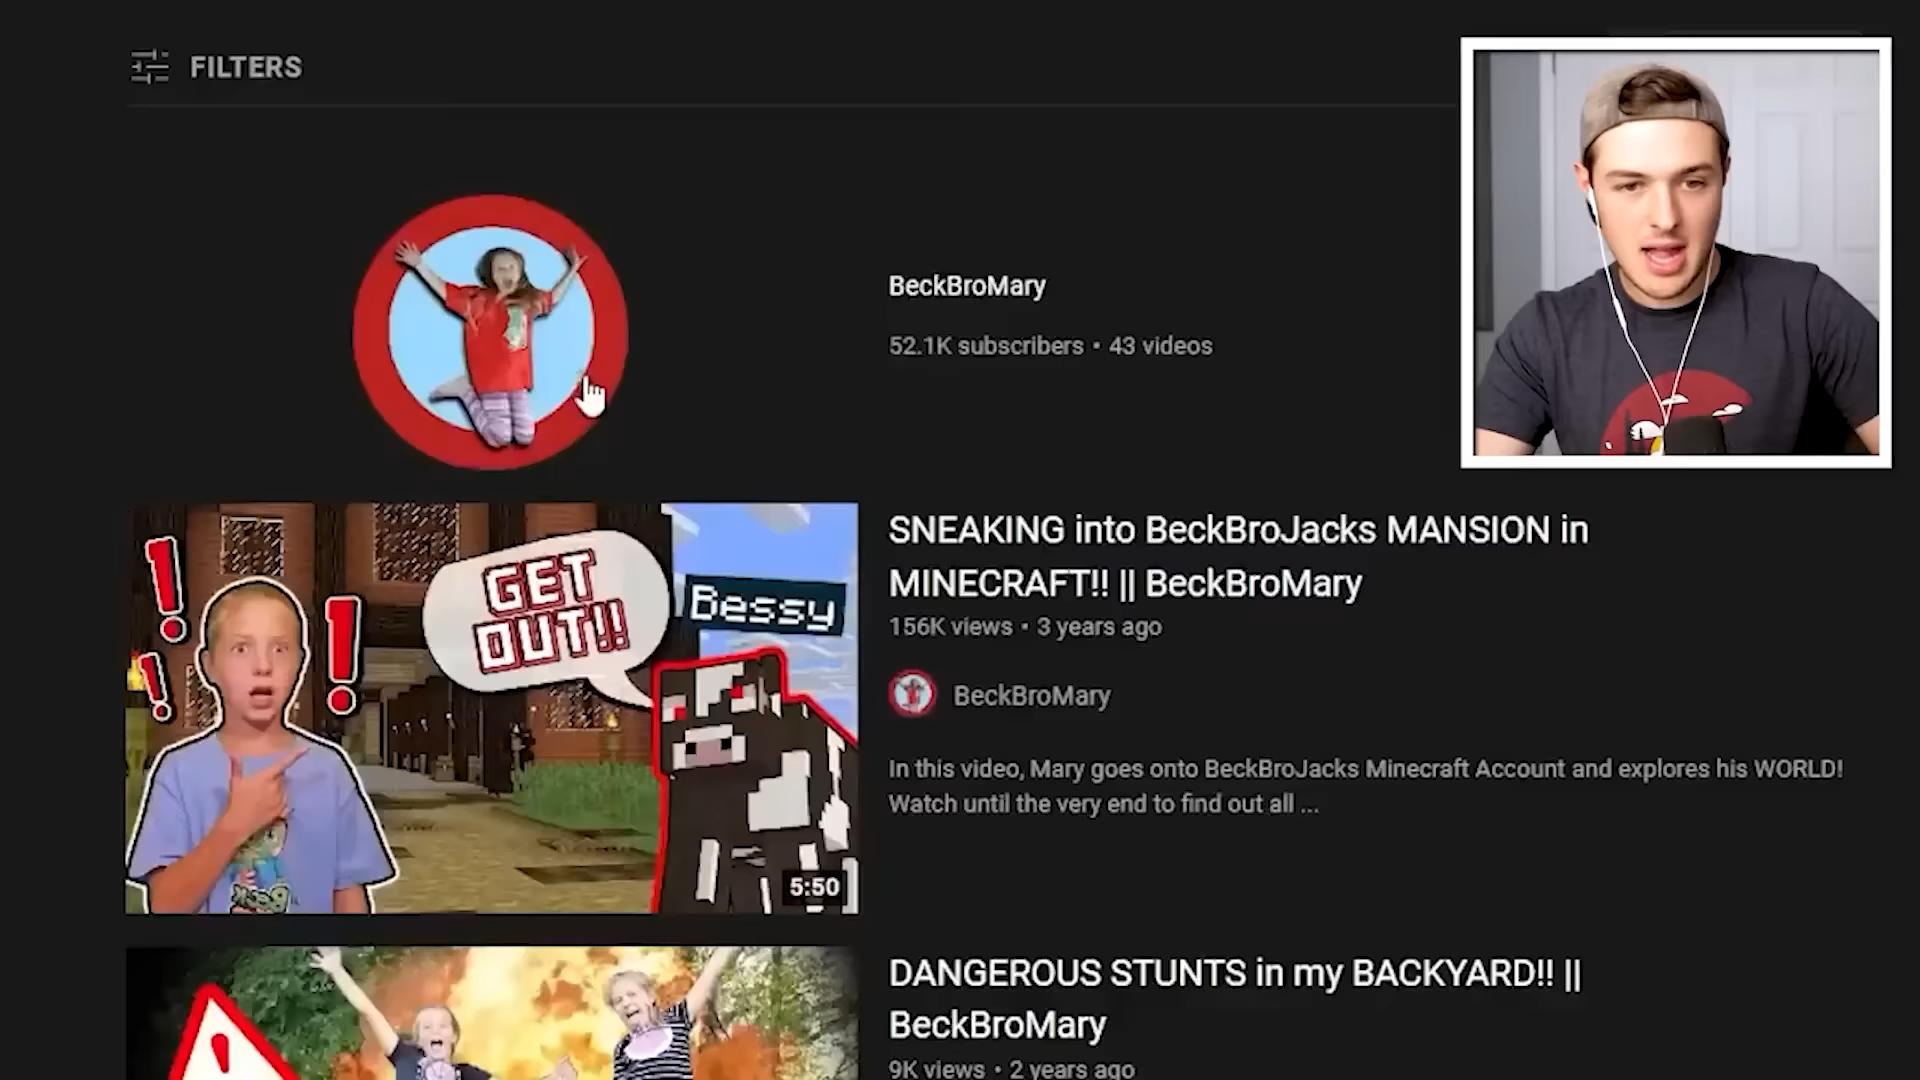 FILTERS
BeckBroMary
52.1K subscribers • 43 videos
GET
OUT!!
Bessy
5:50
SNEAKING into BeckBroJacks MANSION in
MINECRAFT!! || BeckBroMary
156K views • 3 years ago
BeckBroMary
In this video, Mary goes onto BeckBroJacks Minecraft Account and explores his WORLD!
Watch until the very end to find out all ...
DANGEROUS STUNTS in my BACKYARD!! ||
BeckBroMary
9K views • 2 years ago